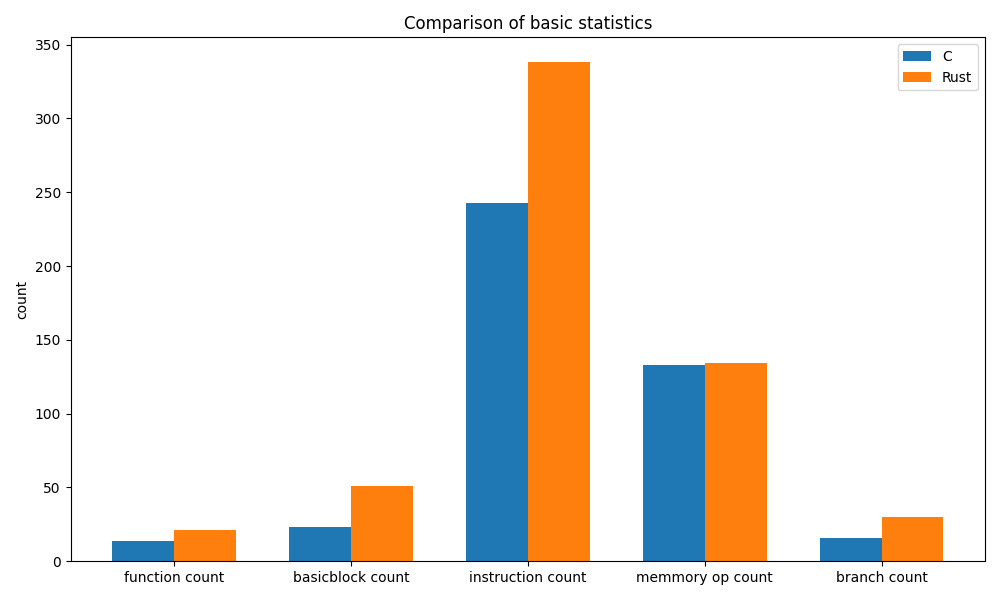 Comparison of basic statistics
C
Rust
350
300
250
200
150
100
50
0
count
function count
basicblock count
instruction count
memmory op count
branch count